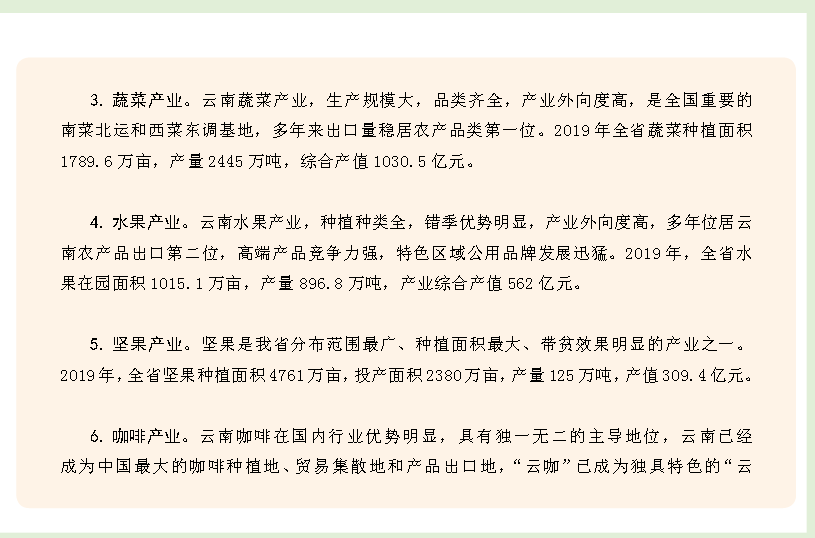 3. 蔬菜产业。云南蔬菜产业，生产规模大，品类齐全，产业外向度高，是全国重要的
南菜北运和西菜东调基地，多年来出口量稳居农产品类第一位。2019 年全省蔬菜种植面积
1789.6 万亩，产量 2445 万吨，综合产值 1030.5 亿元。
4. 水果产业。云南水果产业，种植种类全，错季优势明显，产业外向度高，多年位居云
南农产品出口第二位，高端产品竞争力强，特色区域公用品牌发展迅猛。2019 年，全省水
果在园面积 1015.1 万亩，产量 896.8 万吨，产业综合产值 562 亿元。
5. 坚果产业。坚果是我省分布范围最广、种植面积最大、带贫效果明显的产业之一。
2019 年，全省坚果种植面积 4761 万亩，投产面积 2380 万亩，产量 125 万吨，产值 309.4 亿元。
6. 咖啡产业。云南咖啡在国内行业优势明显，具有独一无二的主导地位，云南已经
成为中国最大的咖啡种植地、贸易集散地和产品出口地，“云咖”已成为独具特色的“云